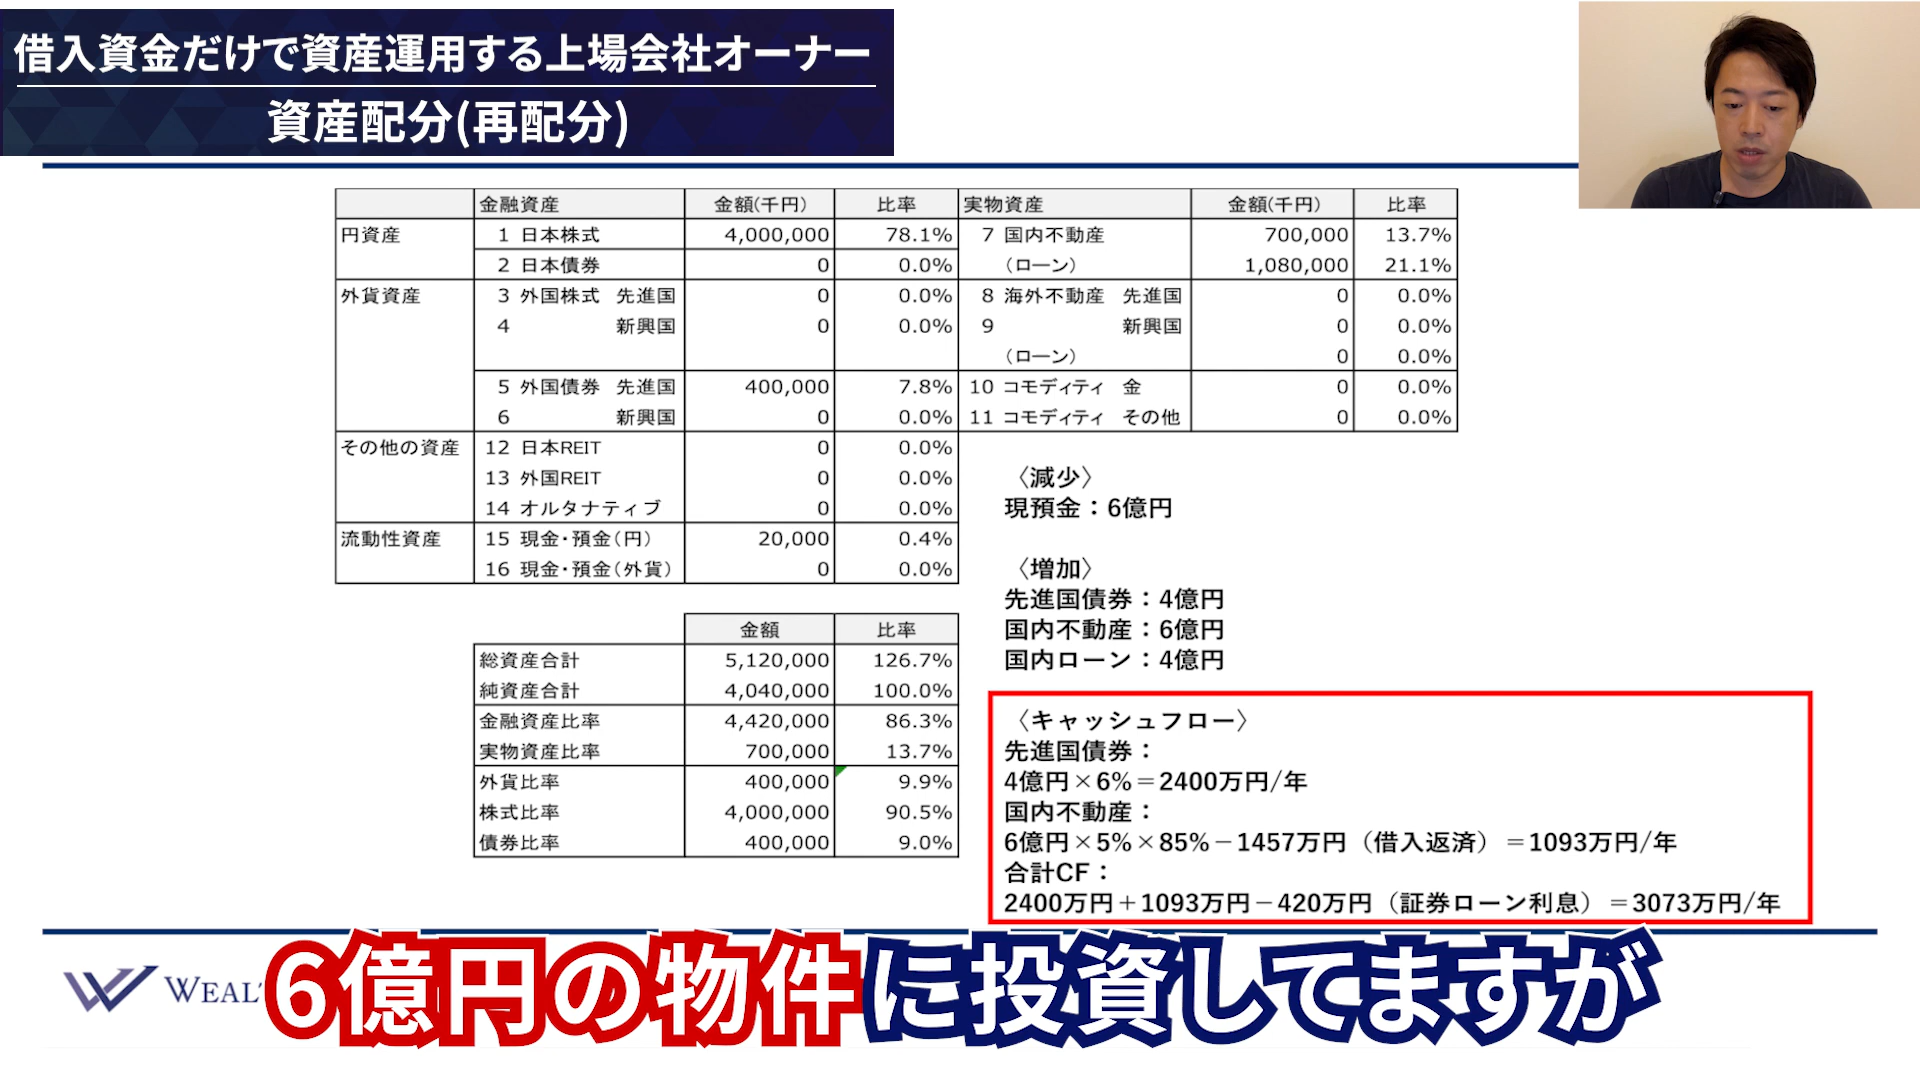 借入資金だけで資産運用する上場会社オーナー
資産配分(再配分)
金融資産 金額(千円) 比率 実物資産 金額(千円) 比率
円資産 1 日本株式 4,000,000 78.1% 7 国内不動産 700,000 13.7%
2 日本債券 0 0.0% (ローン) 1,080,000 21.1%
外貨資産 3 外国株式 先進国 0 0.0% 8 海外不動産 先進国 0 0.0%
4 新興国 0 0.0% 9 新興国 0 0.0%
(ローン) 0 0.0%
5 外国債券 先進国 400,000 7.8% 10 コモディティ 金 0 0.0%
6 新興国 0 0.0% 11 コモディティ その他 0 0.0%
その他の資産 12 日本REIT 0 0.0%
13 外国REIT 0 0.0%
14 オルタナティブ 0 0.0%
流動性資産 15 現金・預金(円) 20,000 0.4%
16 現金・預金(外貨) 0 0.0%
金額 比率
総資産合計 5,120,000 126.7%
純資産合計 4,040,000 100.0%
金融資産比率 4,420,000 86.3%
実物資産比率 700,000 13.7%
外貨比率 400,000 9.9%
株式比率 4,000,000 90.5%
債券比率 400,000 9.0%
〈減少〉
現預金：6億円
〈増加〉
先進国債券：4億円
国内不動産：6億円
国内ローン：4億円
〈キャッシュフロー〉
先進国債券：
4億円×6%＝2400万円/年
国内不動産：
6億円×5%×85%－1457万円（借入返済）＝1093万円/年
合計CF：
2400万円＋1093万円－420万円（証券ローン利息）＝3073万円/年
6億円の物件に投資してますが